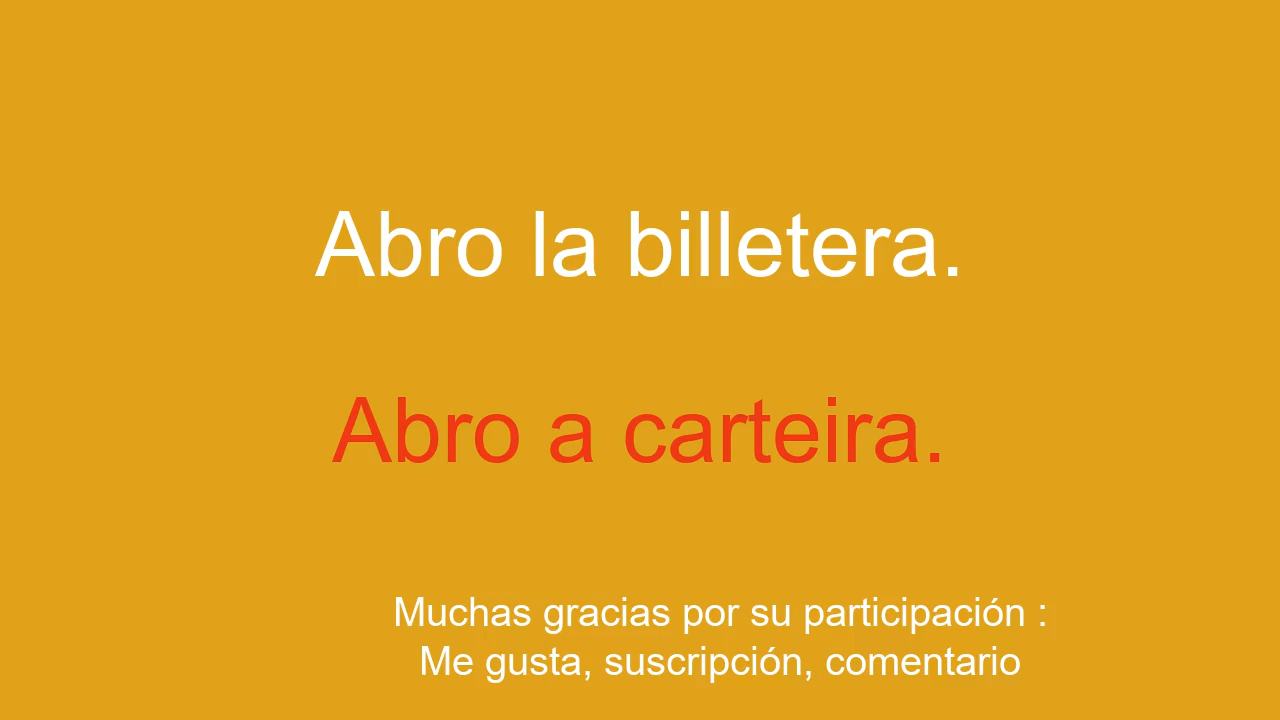 Abro la billetera.
Abro a carteira.
Muchas gracias por su participación :
Me gusta, suscripción, comentario